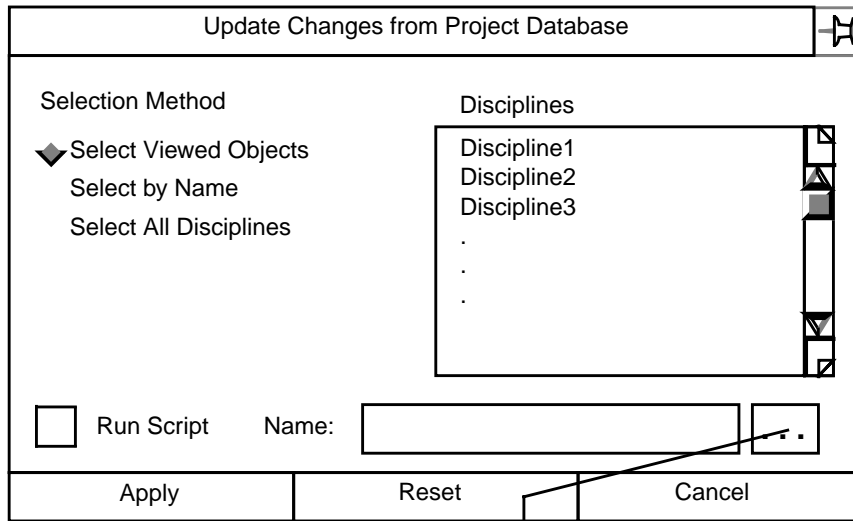 Update Changes from Project Database
Selection Method
Select Viewed Objects
Select by Name
Select All Disciplines
Disciplines
Discipline1
Discipline2
Discipline3
.
.
.
Run Script Name: ...
Apply Reset Cancel